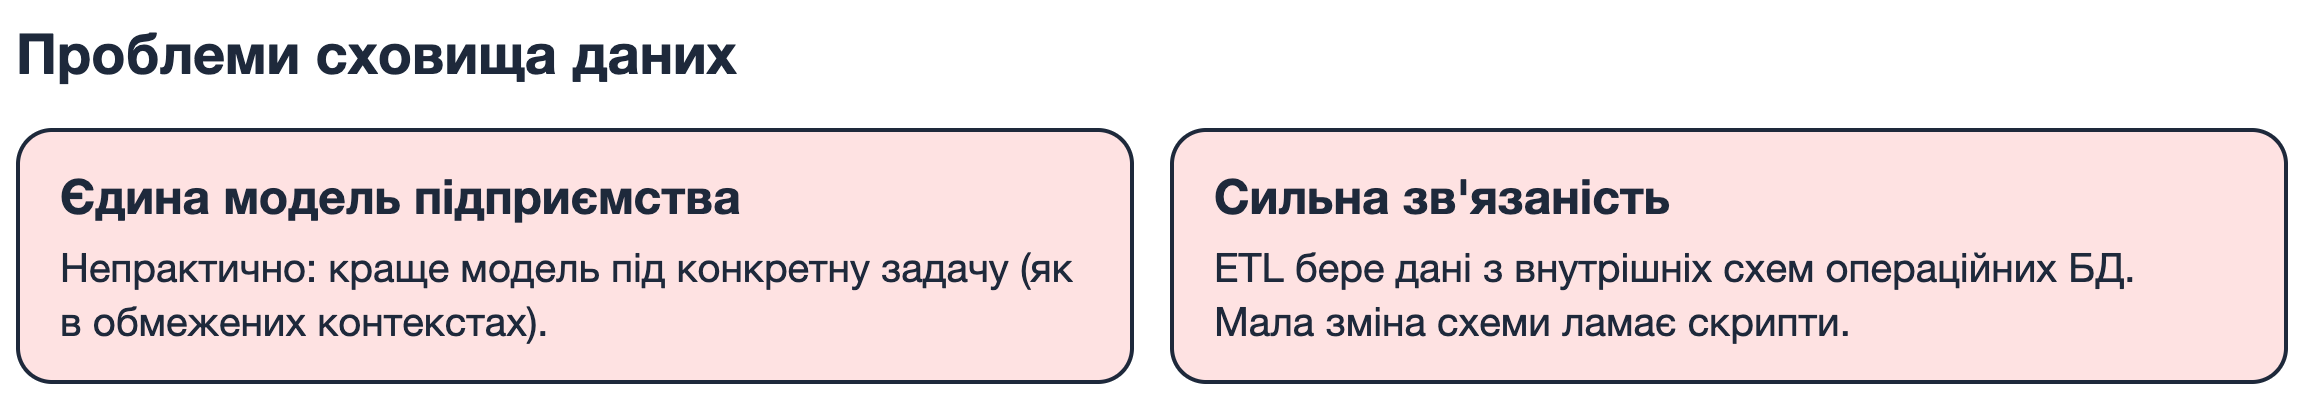 Проблеми сховища даних
Єдина модель підприємства
Непрактично: краще модель під конкретну задачу (як
в обмежених контекстах).
Сильна зв'язаність
ETL бере дані з внутрішніх схем операційних БД.
Мала зміна схеми ламає скрипти.